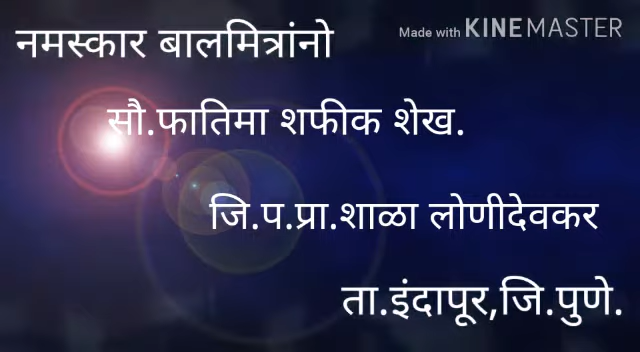 नमस्कार बालमित्रांनो
Made with KINEMASTER
सौ.फातिमा शफीक शेख.
जि.प.प्रा.शाळा लोणीदेवकर
ता.इंदापूर,जि.पुणे.